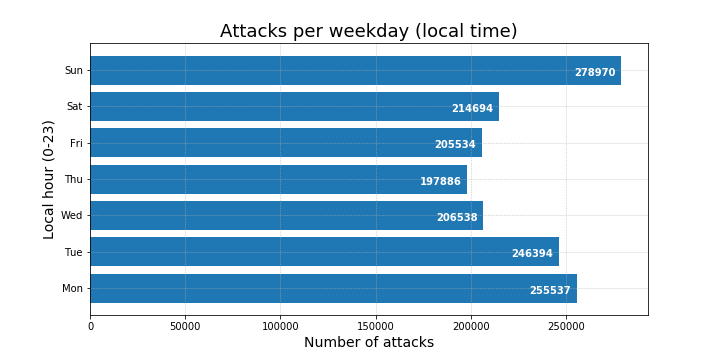 Attacks per weekday (local time)
Local hour (0-23)
Sun 278970
Sat 214694
Fri 205534
Thu 197886
Wed 206538
Tue 246394
Mon 255537
0 50000 100000 150000 200000 250000
Number of attacks